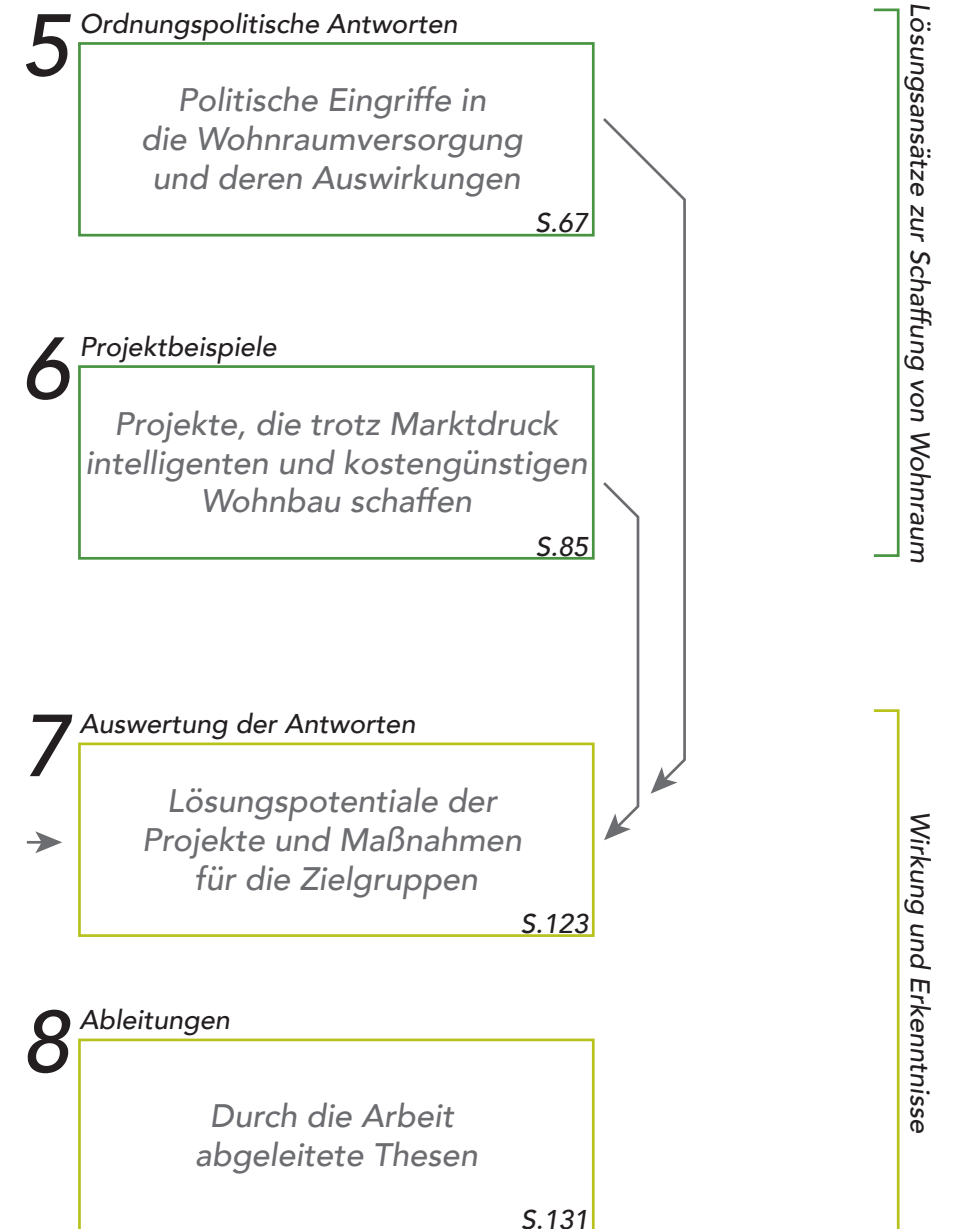 5
Ordnungspolitische Antworten
Politische Eingriffe in
die Wohnraumversorgung
und deren Auswirkungen
S.67
6
Projektbeispiele
Projekte, die trotz Marktdruck
intelligenten und kostengünstigen
Wohnbau schaffen
S.85
Lösungsansätze zur Schaffung von Wohnraum
7
Auswertung der Antworten
Lösungspotentiale der
Projekte und Maßnahmen
für die Zielgruppen
S.123
8
Ableitungen
Durch die Arbeit
abgeleitete Thesen
S.131
Wirkung und Erkenntnisse